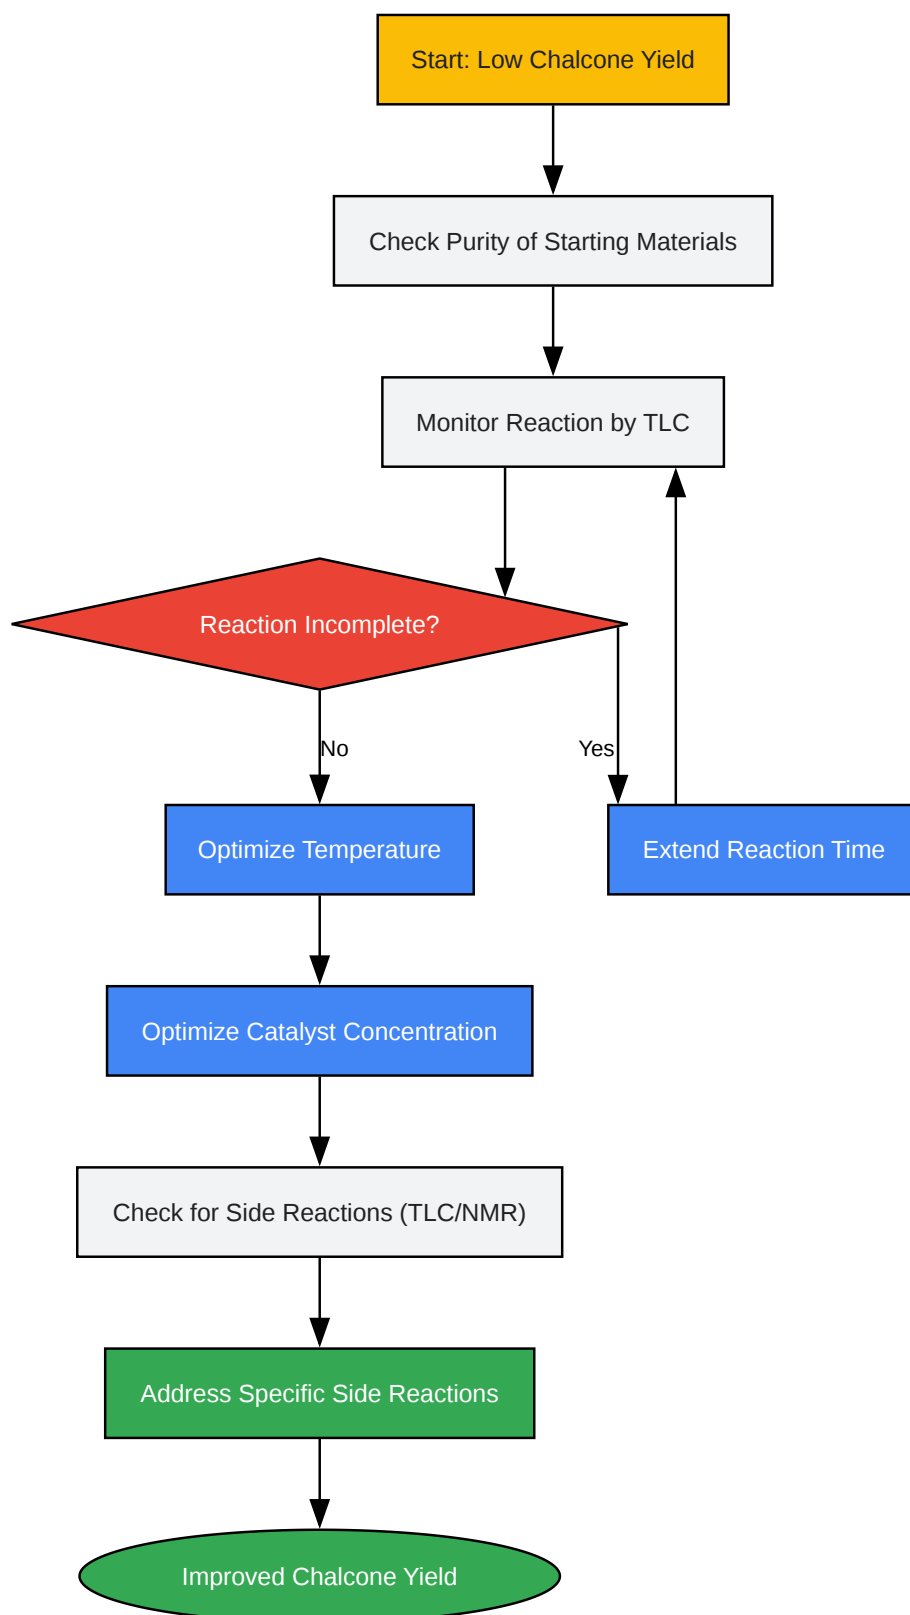 Start: Low Chalcone Yield
Check Purity of Starting Materials
Monitor Reaction by TLC
Reaction Incomplete?
No
Yes
Optimize Temperature
Extend Reaction Time
Optimize Catalyst Concentration
Check for Side Reactions (TLC/NMR)
Address Specific Side Reactions
Improved Chalcone Yield